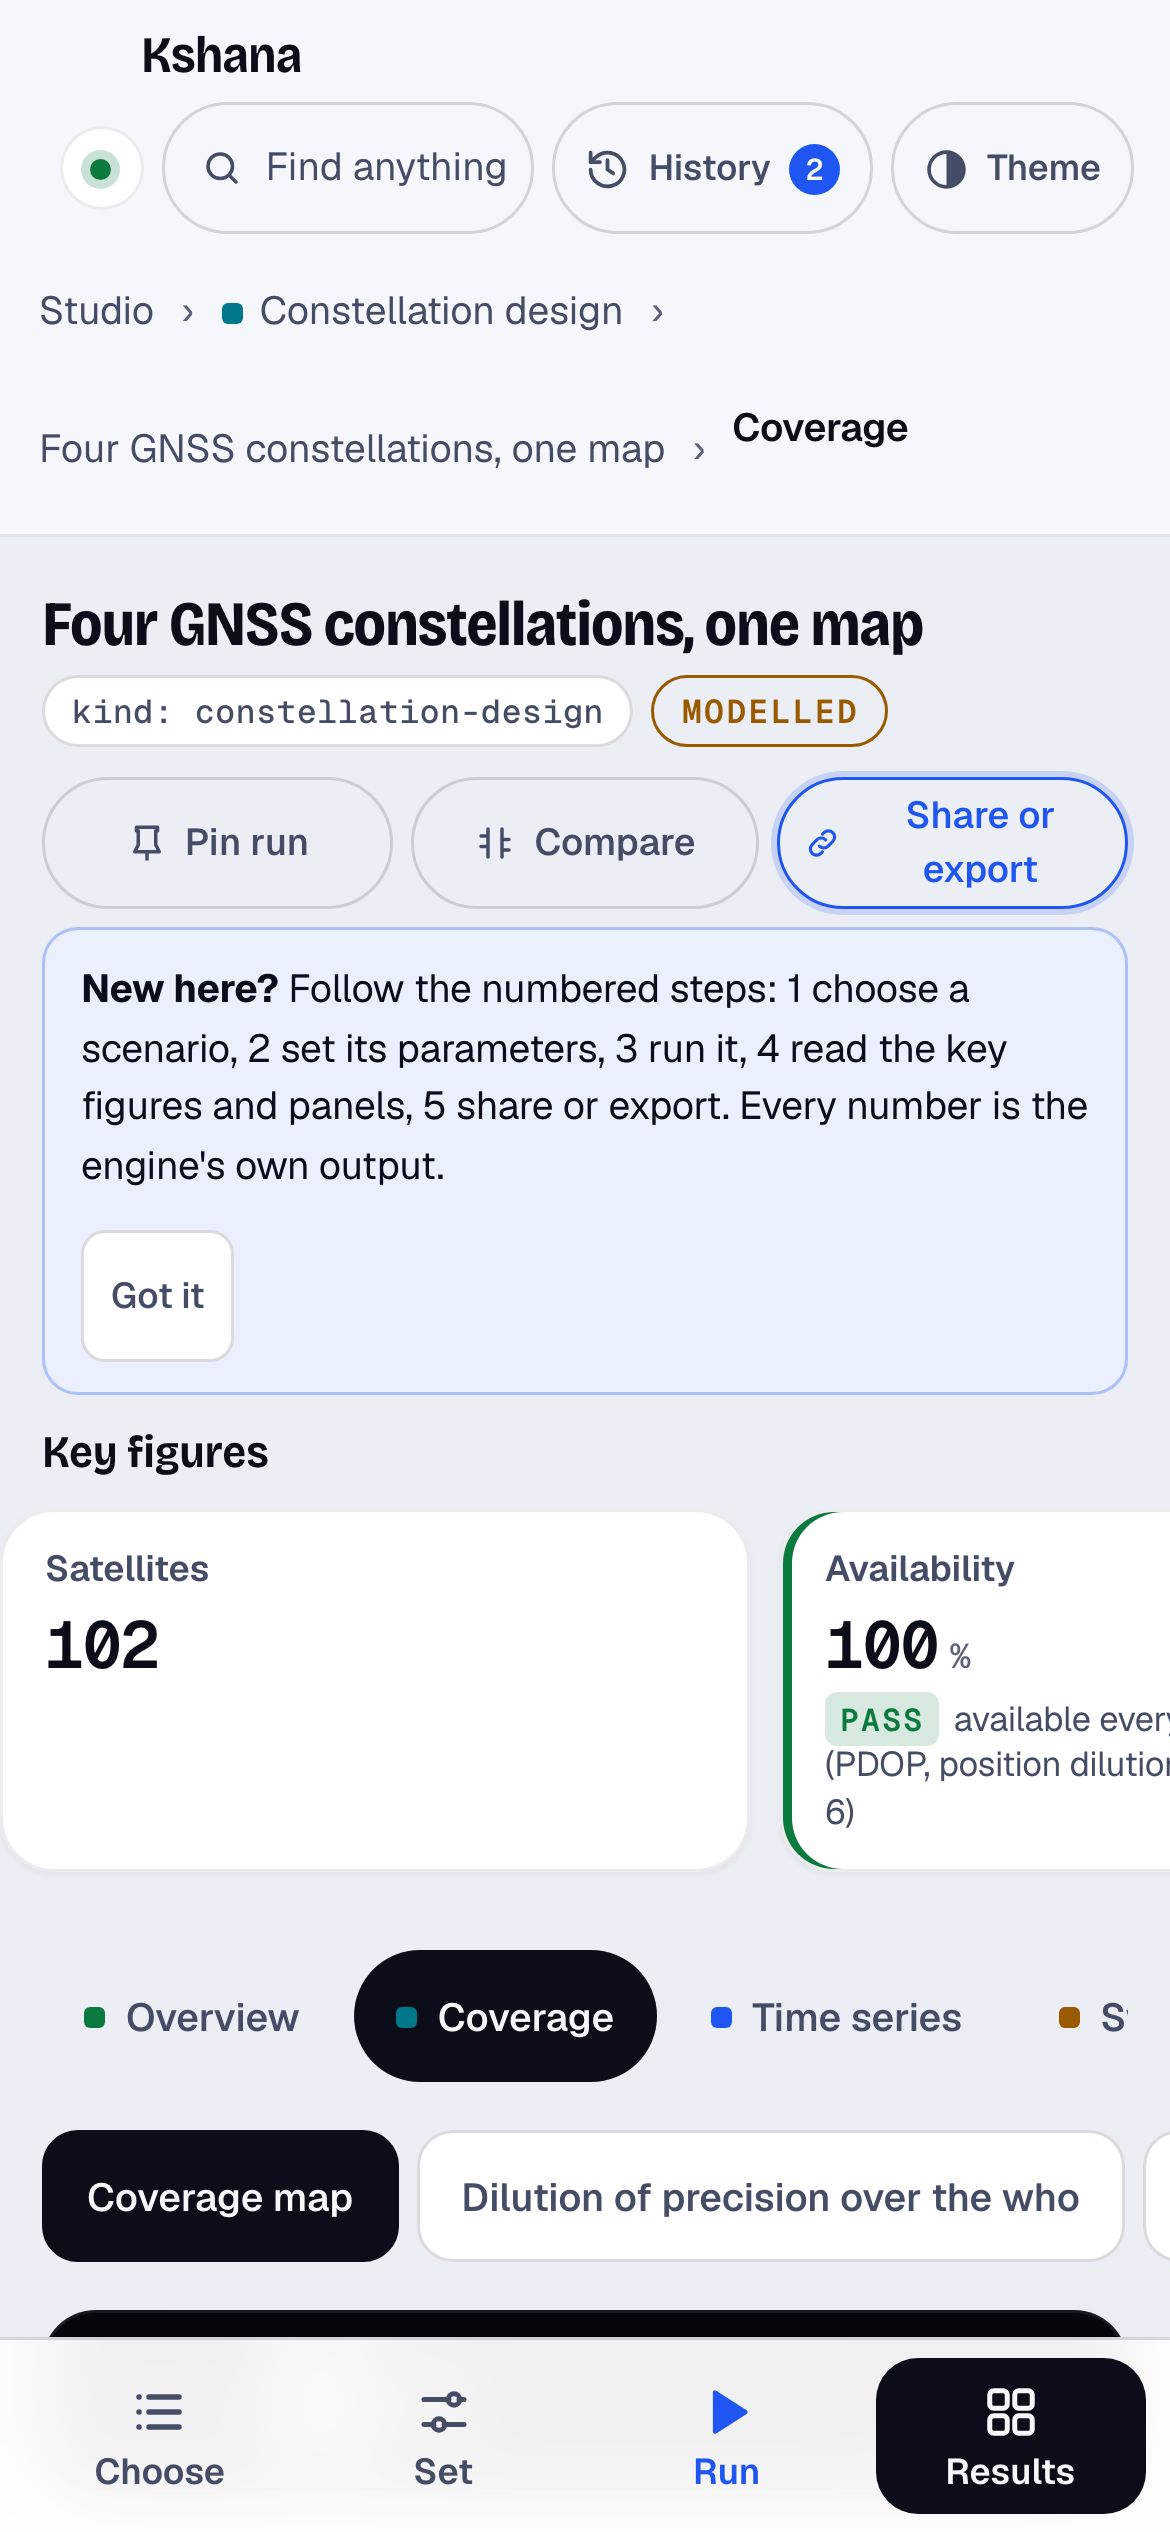 Kshana
Find anything
History 2
Theme
Studio › Constellation design ›
Four GNSS constellations, one map › Coverage
Four GNSS constellations, one map
kind: constellation-design
MODELLED
Pin run
Compare
Share or
export
New here? Follow the numbered steps: 1 choose a
scenario, 2 set its parameters, 3 run it, 4 read the key
figures and panels, 5 share or export. Every number is the
engine's own output.
Got it
Key figures
Satellites
102
Availability
100 %
PASS available every
(PDOP, position dilution
6)
Overview
Coverage
Time series
Coverage map
Dilution of precision over the who
Choose
Set
Run
Results